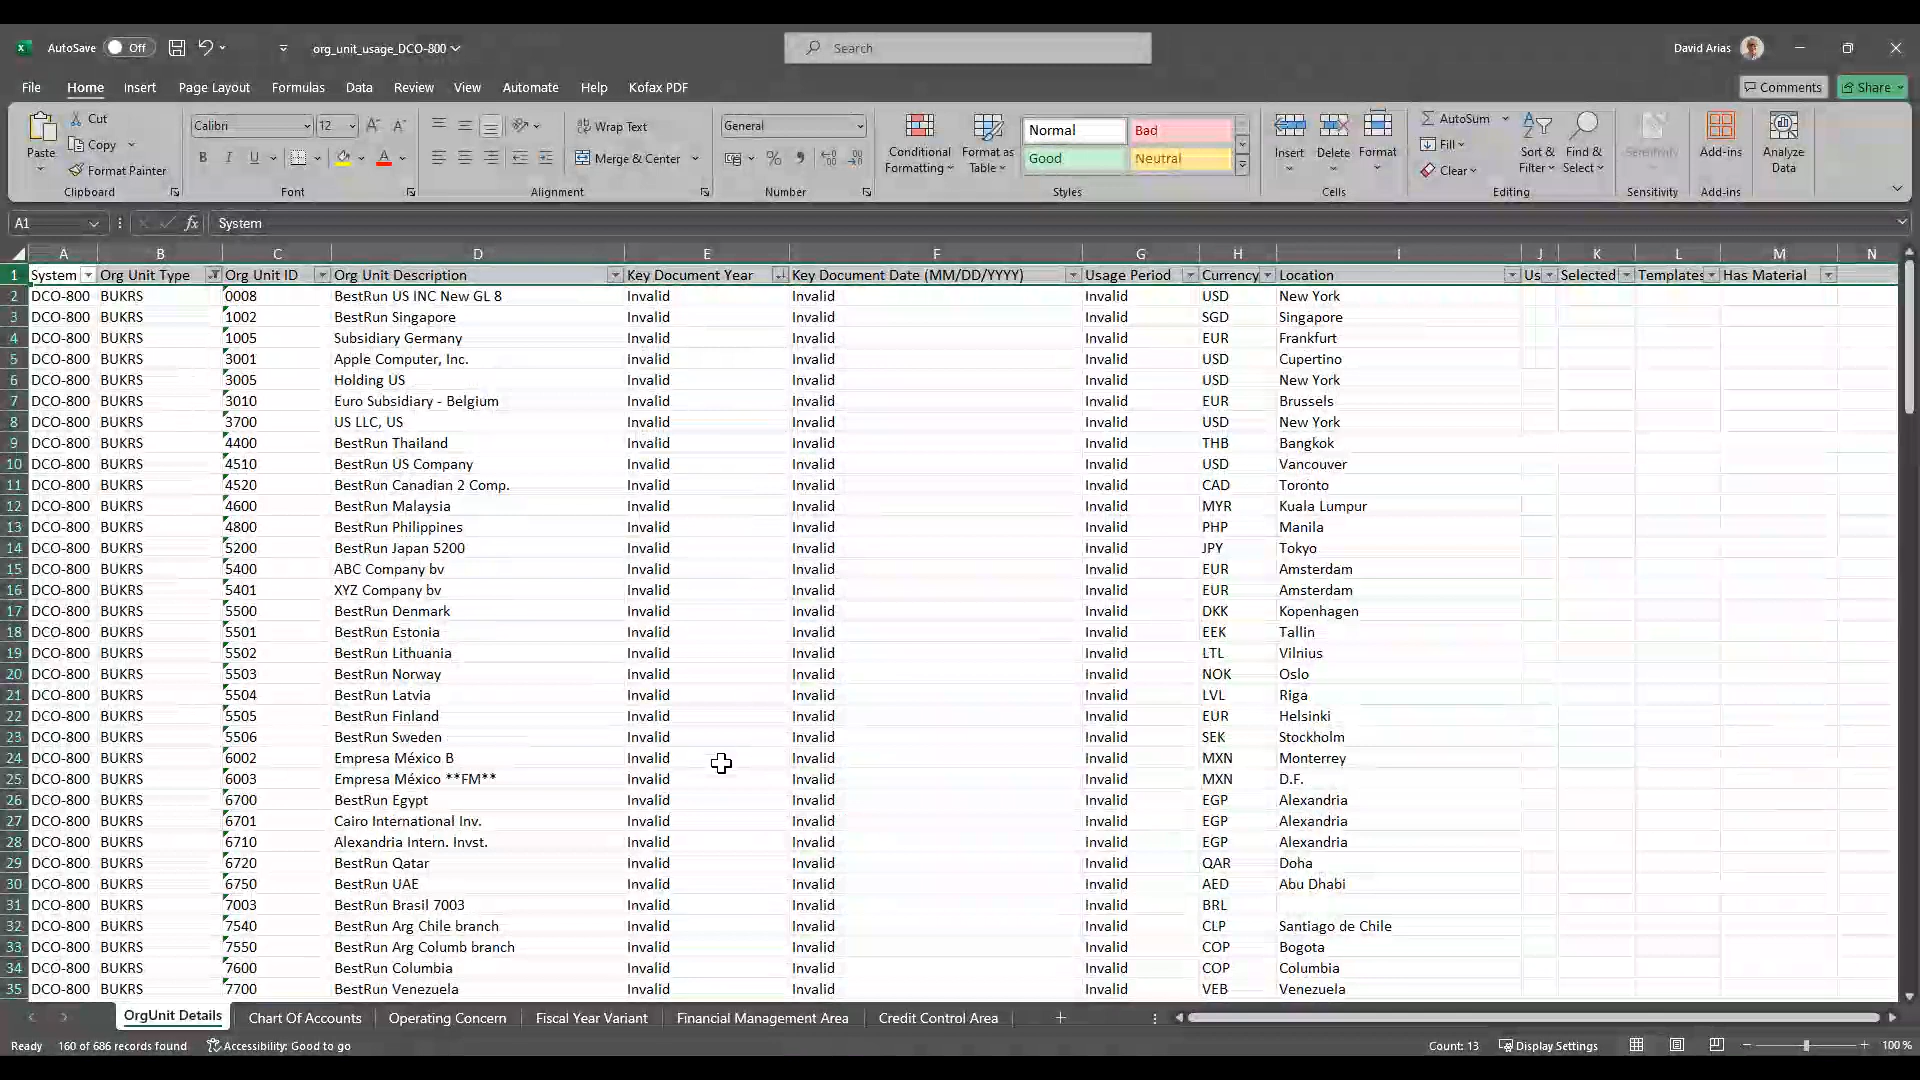 AutoSave Off org_unit_usage_DCO-800 Search David Arias
File Home Insert Page Layout Formulas Data Review View Automate Help Kofax PDF Comments Share
Paste Cut Copy Format Painter Clipboard
Calibri 12 B I U A Font
Wrap Text Merge & Center Alignment
General % Number
Conditional Formatting Format as Table Normal Bad Good Neutral Styles
Insert Delete Format Cells
AutoSum Fill Clear Sort & Filter Find & Select Editing
Sensitivity Sensitivity
Add-ins Add-ins
Analyze Data
A1 fx System
A B C D E F G H I J K L M N
1 System Org Unit Type Org Unit ID Org Unit Description Key Document Year Key Document Date (MM/DD/YYYY) Usage Period Currency Location Us Selected Templates Has Material
2 DCO-800 BUKRS 0008 BestRun US INC New GL 8 Invalid Invalid Invalid USD New York
3 DCO-800 BUKRS 1002 BestRun Singapore Invalid Invalid Invalid SGD Singapore
4 DCO-800 BUKRS 1005 Subsidiary Germany Invalid Invalid Invalid EUR Frankfurt
5 DCO-800 BUKRS 3001 Apple Computer, Inc. Invalid Invalid Invalid USD Cupertino
6 DCO-800 BUKRS 3005 Holding US Invalid Invalid Invalid USD New York
7 DCO-800 BUKRS 3010 Euro Subsidiary - Belgium Invalid Invalid Invalid EUR Brussels
8 DCO-800 BUKRS 3700 US LLC, US Invalid Invalid Invalid USD New York
9 DCO-800 BUKRS 4400 BestRun Thailand Invalid Invalid Invalid THB Bangkok
10 DCO-800 BUKRS 4510 BestRun US Company Invalid Invalid Invalid USD Vancouver
11 DCO-800 BUKRS 4520 BestRun Canadian 2 Comp. Invalid Invalid Invalid CAD Toronto
12 DCO-800 BUKRS 4600 BestRun Malaysia Invalid Invalid Invalid MYR Kuala Lumpur
13 DCO-800 BUKRS 4800 BestRun Philippines Invalid Invalid Invalid PHP Manila
14 DCO-800 BUKRS 5200 BestRun Japan 5200 Invalid Invalid Invalid JPY Tokyo
15 DCO-800 BUKRS 5400 ABC Company bv Invalid Invalid Invalid EUR Amsterdam
16 DCO-800 BUKRS 5401 XYZ Company bv Invalid Invalid Invalid EUR Amsterdam
17 DCO-800 BUKRS 5500 BestRun Denmark Invalid Invalid Invalid DKK Kopenhagen
18 DCO-800 BUKRS 5501 BestRun Estonia Invalid Invalid Invalid EEK Tallin
19 DCO-800 BUKRS 5502 BestRun Lithuania Invalid Invalid Invalid LTL Vilnius
20 DCO-800 BUKRS 5503 BestRun Norway Invalid Invalid Invalid NOK Oslo
21 DCO-800 BUKRS 5504 BestRun Latvia Invalid Invalid Invalid LVL Riga
22 DCO-800 BUKRS 5505 BestRun Finland Invalid Invalid Invalid EUR Helsinki
23 DCO-800 BUKRS 5506 BestRun Sweden Invalid Invalid Invalid SEK Stockholm
24 DCO-800 BUKRS 6002 Empresa México B Invalid Invalid Invalid MXN Monterrey
25 DCO-800 BUKRS 6003 Empresa México **FM** Invalid Invalid Invalid MXN D.F.
26 DCO-800 BUKRS 6700 BestRun Egypt Invalid Invalid Invalid EGP Alexandria
27 DCO-800 BUKRS 6701 Cairo International Inv. Invalid Invalid Invalid EGP Alexandria
28 DCO-800 BUKRS 6710 Alexandria Intern. Invst. Invalid Invalid Invalid EGP Alexandria
29 DCO-800 BUKRS 6720 BestRun Qatar Invalid Invalid Invalid QAR Doha
30 DCO-800 BUKRS 6750 BestRun UAE Invalid Invalid Invalid AED Abu Dhabi
31 DCO-800 BUKRS 7003 BestRun Brasil 7003 Invalid Invalid Invalid BRL
32 DCO-800 BUKRS 7540 BestRun Arg Chile branch Invalid Invalid Invalid CLP Santiago de Chile
33 DCO-800 BUKRS 7550 BestRun Arg Columb branch Invalid Invalid Invalid COP Bogota
34 DCO-800 BUKRS 7600 BestRun Columbia Invalid Invalid Invalid COP Columbia
35 DCO-800 BUKRS 7700 BestRun Venezuela Invalid Invalid Invalid VEB Venezuela
OrgUnit Details Chart Of Accounts Operating Concern Fiscal Year Variant Financial Management Area Credit Control Area
Ready 160 of 686 records found Accessibility: Good to go Count: 13 Display Settings 100 %